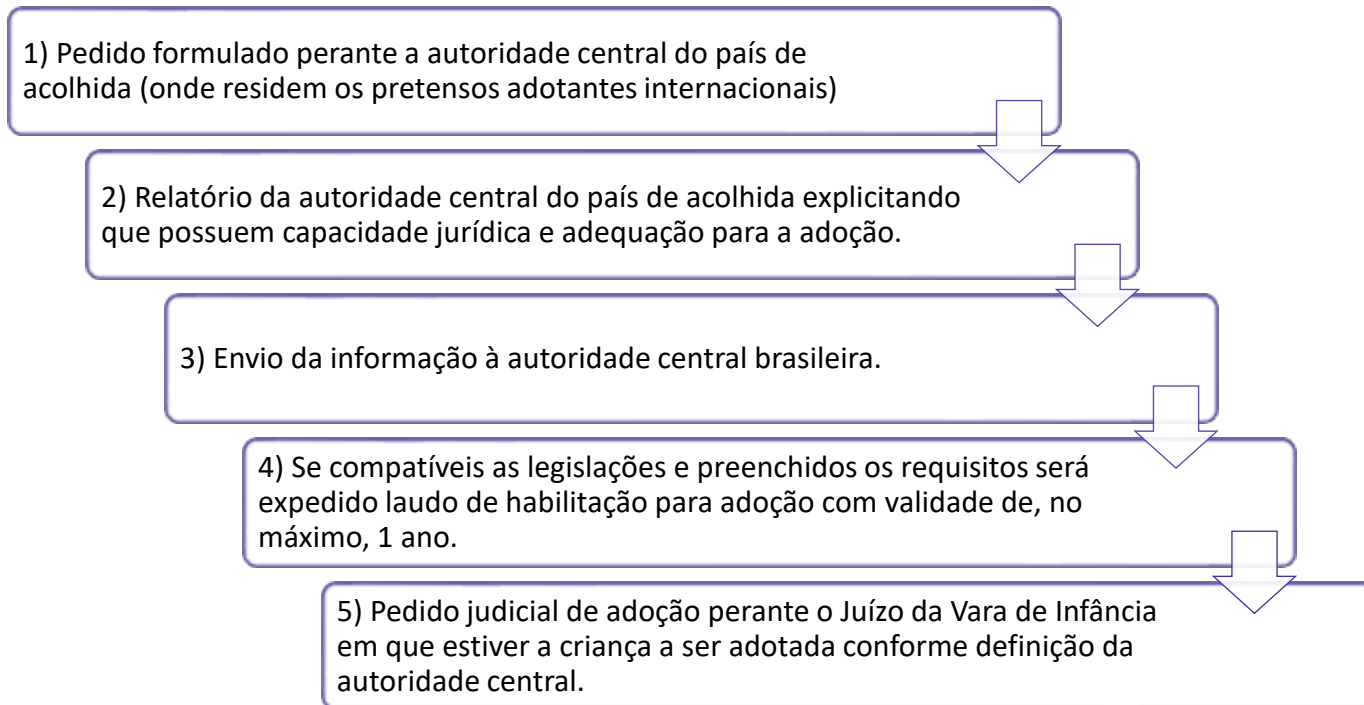 1) Pedido formulado perante a autoridade central do país de
acolhida (onde residem os pretensos adotantes internacionais)
2) Relatório da autoridade central do país de acolhida explicitando
que possuem capacidade jurídica e adequação para a adoção.
3) Envio da informação à autoridade central brasileira.
4) Se compatíveis as legislações e preenchidos os requisitos será
expedido laudo de habilitação para adoção com validade de, no
máximo, 1 ano.
5) Pedido judicial de adoção perante o Juízo da Vara de Infância
em que estiver a criança a ser adotada conforme definição da
autoridade central.